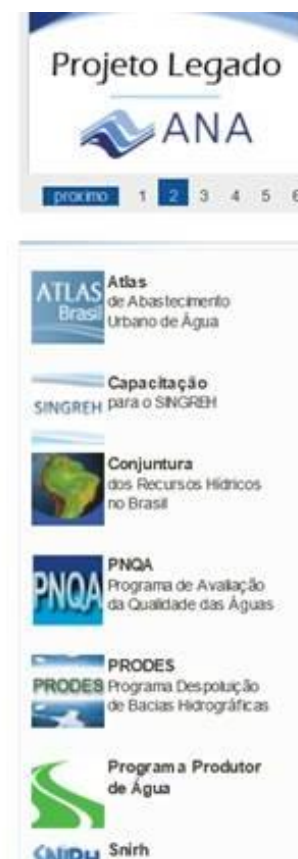 Projeto Legado
ANA
proximo 1 2 3 4 5 6
ATLAS
Brasil
Atlas
de Abastecimento
Urbano de Água
SINGREH
Capacitação
para o SINGREH
Conjuntura
dos Recursos Hídricos
no Brasil
PNQA
PNQA
Programa de Avaliação
da Qualidade das Águas
PRODES
PRODES
Programa Despoluição
de Bacias Hidrográficas
Programa Produtor
de Água
SNIRH
Snirh